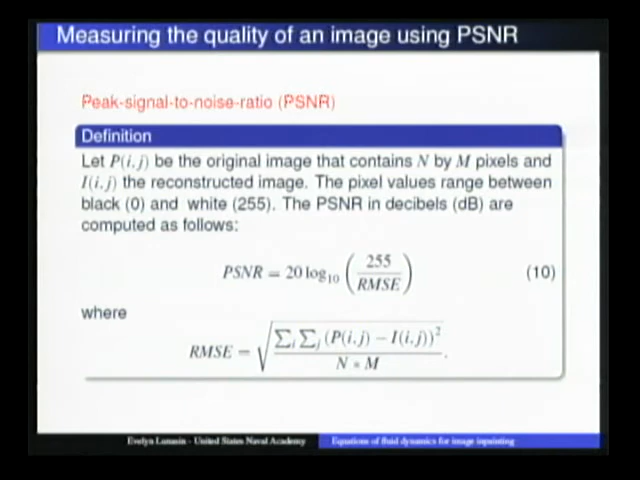 Measuring the quality of an image using PSNR
Peak-signal-to-noise-ratio (PSNR)
Definition
Let P(i, j) be the original image that contains N by M pixels and
I(i, j) the reconstructed image. The pixel values range between
black (0) and white (255). The PSNR in decibels (dB) are
computed as follows:
PSNR = 20 log₁₀ (255 / RMSE) (10)
where
RMSE = √(∑ᵢ ∑ⱼ (P(i, j) − I(i, j))² / N * M).
Evelyn Lunasin - United States Naval Academy Equations of fluid dynamics for image inpainting